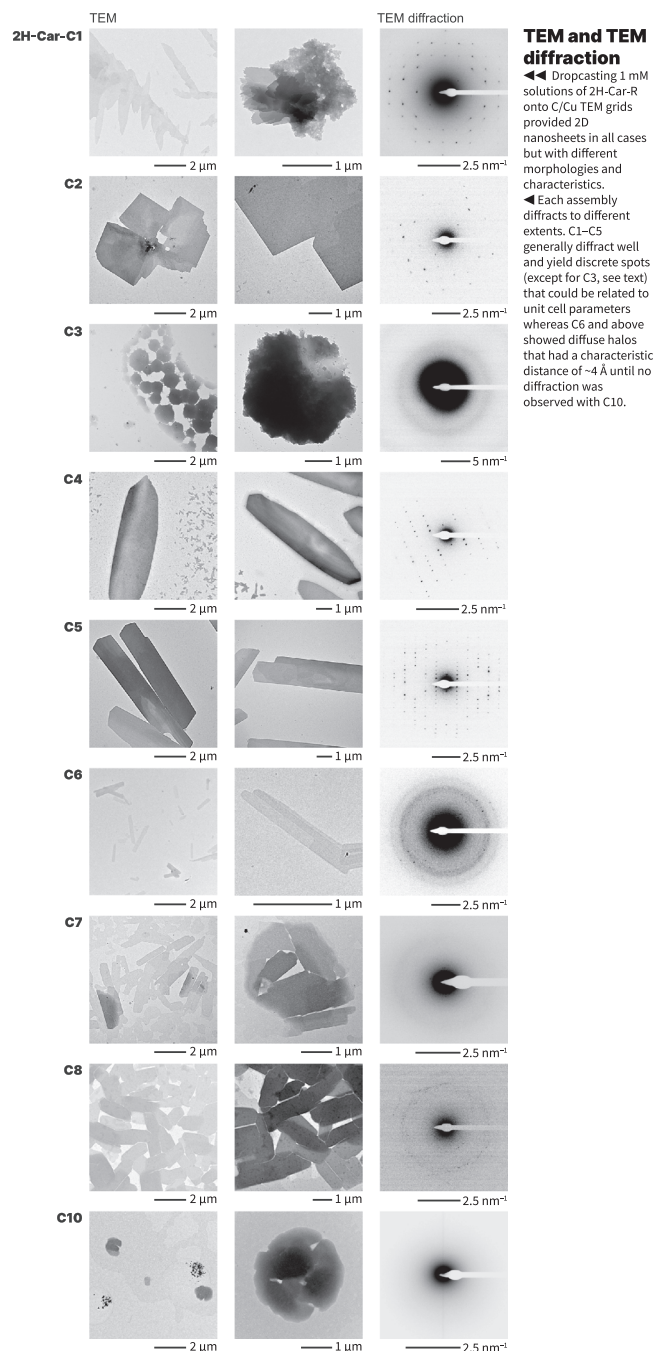 TEM
TEM diffraction
2H-Car-C1
2 µm
1 µm
2.5 nm⁻¹
C2
2 µm
1 µm
2.5 nm⁻¹
C3
2 µm
1 µm
5 nm⁻¹
C4
2 µm
1 µm
2.5 nm⁻¹
C5
2 µm
1 µm
2.5 nm⁻¹
C6
2 µm
1 µm
2.5 nm⁻¹
C7
2 µm
1 µm
2.5 nm⁻¹
C8
2 µm
1 µm
2.5 nm⁻¹
C10
2 µm
1 µm
2.5 nm⁻¹
TEM and TEM
diffraction
◀◀ Dropcasting 1 mM
solutions of 2H-Car-R
onto C/Cu TEM grids
provided 2D
nanosheets in all cases
but with different
morphologies and
characteristics.
◀ Each assembly
diffracts to different
extents. C1–C5
generally diffract well
and yield discrete spots
(except for C3, see text)
that could be related to
unit cell parameters
whereas C6 and above
showed diffuse halos
that had a characteristic
distance of ~4 Å until no
diffraction was
observed with C10.